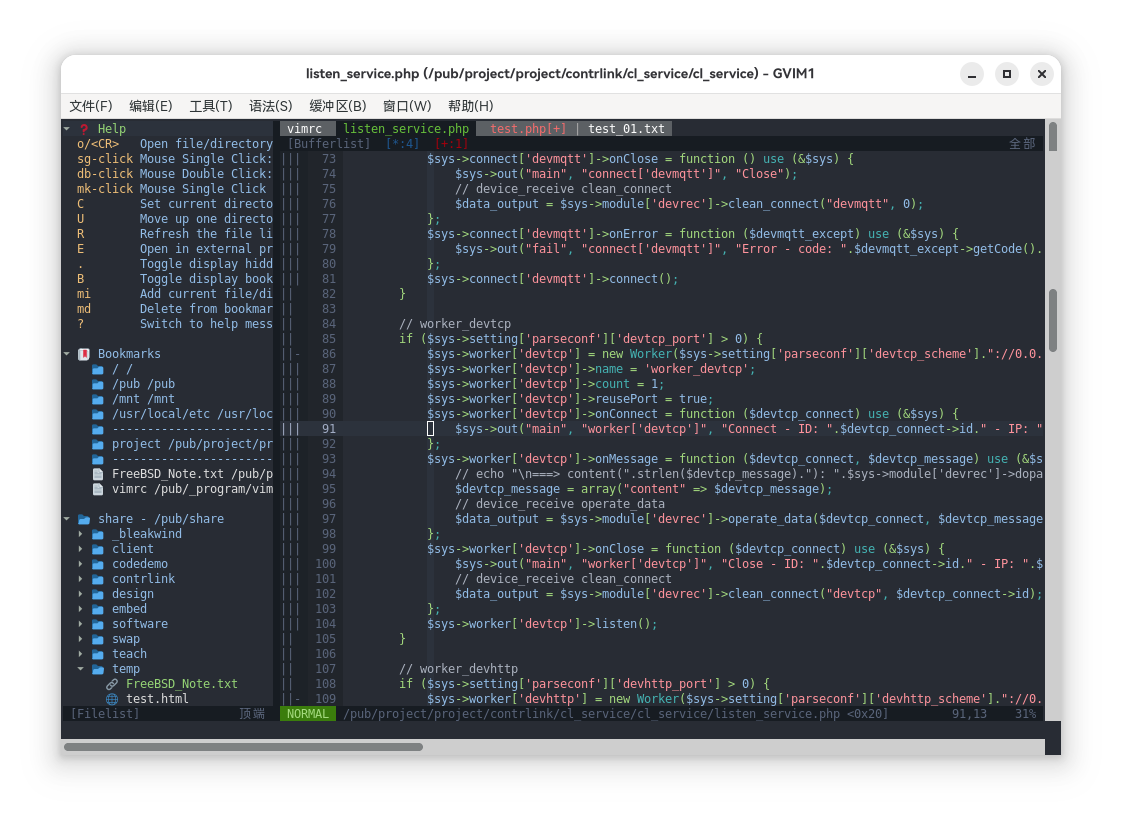 listen_service.php (/pub/project/project/contrlink/cl_service/cl_service) - GVIM1
文件(F) 编辑(E) 工具(T) 语法(S) 缓冲区(B) 窗口(W) 帮助(H)
? Help
o/<CR> Open file/directory
sg-click Mouse Single Click:
db-click Mouse Double Click:
mk-click Mouse Single Click
C Set current directo
U Move up one directo
R Refresh the file li
E Open in external pr
. Toggle display hidd
B Toggle display book
mi Add current file/di
md Delete from bookmar
? Switch to help mess
Bookmarks
/ /
/pub /pub
/mnt /mnt
/usr/local/etc /usr/loc
-----------------------
project /pub/project/pr
-----------------------
FreeBSD_Note.txt /pub/p
vimrc /pub/_program/vim
share - /pub/share
_bleakwind
client
codedemo
contrlink
design
embed
software
swap
teach
temp
FreeBSD_Note.txt
test.html
[Filelist] 顶端
vimrc listen_service.php test.php[+] | test_01.txt
[Bufferlist] [*:4] [+:1] 全部
||| 73 $sys->connect['devmqtt']->onClose = function () use (&$sys) {
||| 74 $sys->out("main", "connect['devmqtt']", "Close");
||| 75 // device_receive clean_connect
||| 76 $data_output = $sys->module['devrec']->clean_connect("devmqtt", 0);
||| 77 };
||| 78 $sys->connect['devmqtt']->onError = function ($devmqtt_except) use (&$sys) {
||| 79 $sys->out("fail", "connect['devmqtt']", "Error - code: ".$devmqtt_except->getCode().
||| 80 };
||| 81 $sys->connect['devmqtt']->connect();
|| 82 }
|| 83
|| 84 // worker_devtcp
|| 85 if ($sys->setting['parseconf']['devtcp_port'] > 0) {
||- 86 $sys->worker['devtcp'] = new Worker($sys->setting['parseconf']['devtcp_scheme']."://0.0.
||| 87 $sys->worker['devtcp']->name = 'worker_devtcp';
||| 88 $sys->worker['devtcp']->count = 1;
||| 89 $sys->worker['devtcp']->reusePort = true;
||| 90 $sys->worker['devtcp']->onConnect = function ($devtcp_connect) use (&$sys) {
||| 91 $sys->out("main", "worker['devtcp']", "Connect - ID: ".$devtcp_connect->id." - IP: "
||| 92 };
||| 93 $sys->worker['devtcp']->onMessage = function ($devtcp_connect, $devtcp_message) use (&$s
||| 94 // echo "\n===> content(".strlen($devtcp_message)."): ".$sys->module['devrec']->dopa
||| 95 $devtcp_message = array("content" => $devtcp_message);
||| 96 // device_receive operate_data
||| 97 $data_output = $sys->module['devrec']->operate_data($devtcp_connect, $devtcp_message
||| 98 };
||| 99 $sys->worker['devtcp']->onClose = function ($devtcp_connect) use (&$sys) {
||| 100 $sys->out("main", "worker['devtcp']", "Close - ID: ".$devtcp_connect->id." - IP: ".$
||| 101 // device_receive clean_connect
||| 102 $data_output = $sys->module['devrec']->clean_connect("devtcp", $devtcp_connect->id);
||| 103 };
||| 104 $sys->worker['devtcp']->listen();
|| 105 }
|| 106
|| 107 // worker_devhttp
|| 108 if ($sys->setting['parseconf']['devhttp_port'] > 0) {
||- 109 $sys->worker['devhttp'] = new Worker($sys->setting['parseconf']['devhttp_scheme']."://0.
NORMAL /pub/project/project/contrlink/cl_service/cl_service/listen_service.php <0x20] 91,13 31%